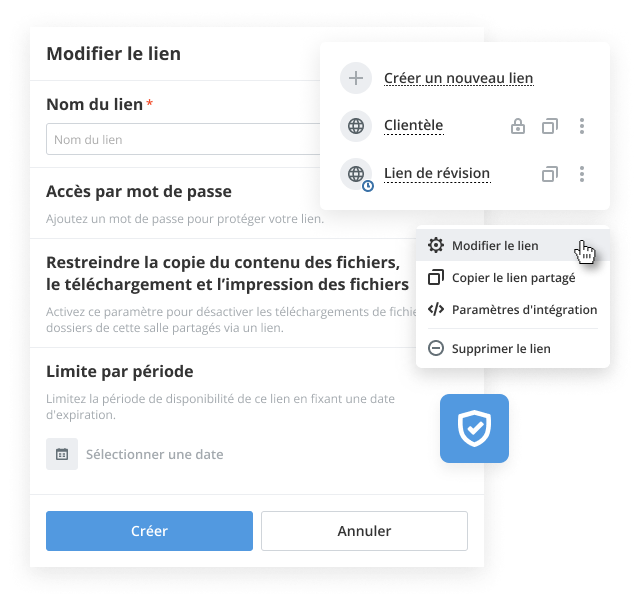 Modifier le lien
Nom du lien *
Nom du lien
Accès par mot de passe
Ajoutez un mot de passe pour protéger votre lien.
Restreindre la copie du contenu des fichiers,
le téléchargement et l’impression des fichiers
Activez ce paramètre pour désactiver les téléchargements de fichie
dossiers de cette salle partagés via un lien.
Limite par période
Limitez la période de disponibilité de ce lien en fixant une date
d'expiration.
Sélectionner une date
Créer
Annuler
Créer un nouveau lien
Clientèle
Lien de révision
Modifier le lien
Copier le lien partagé
Paramètres d'intégration
Supprimer le lien